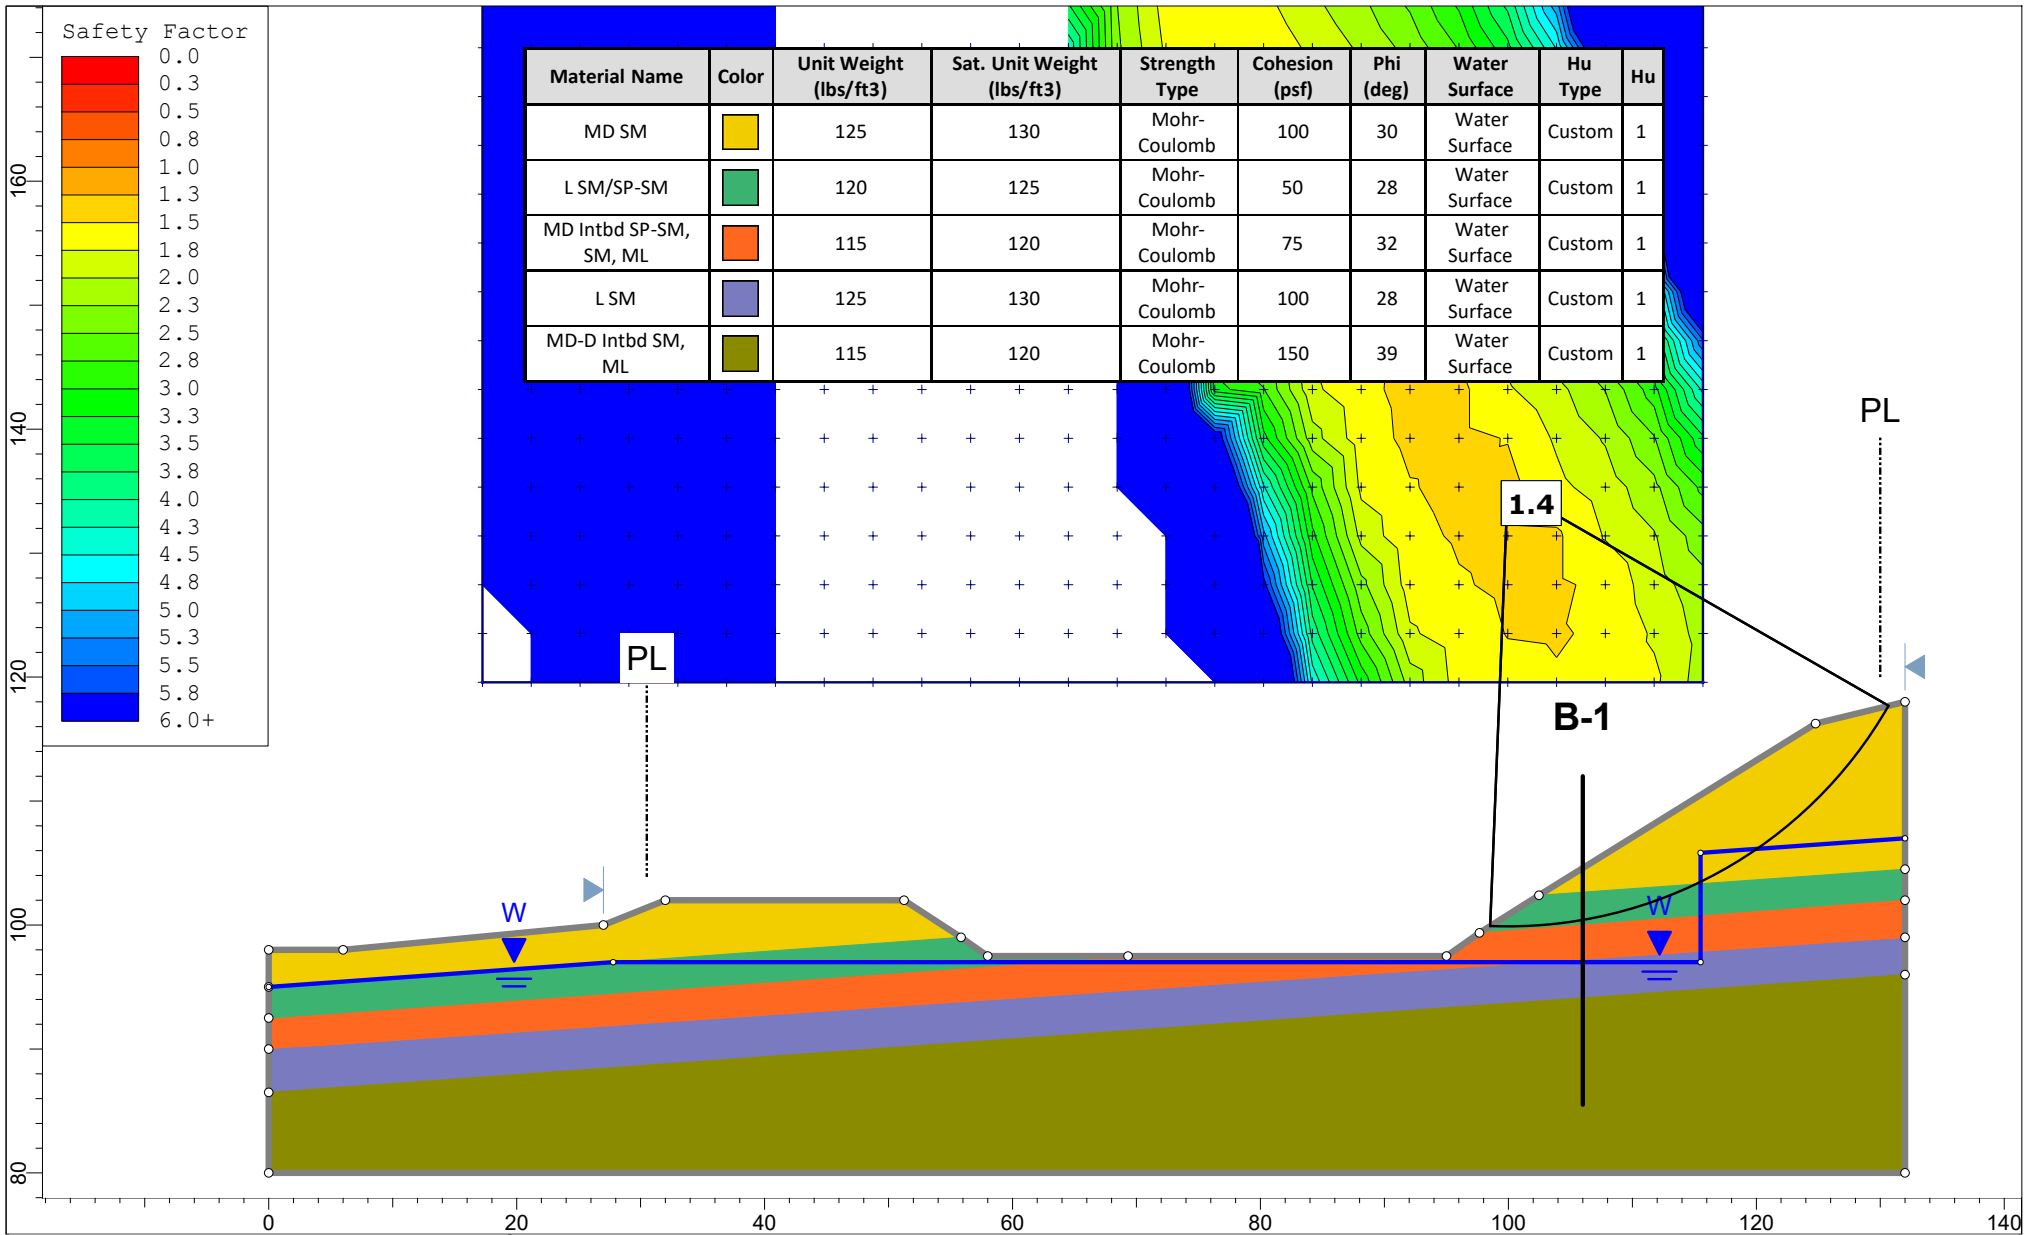 Safety Factor
0.0
0.3
0.5
0.8
1.0
1.3
1.5
1.8
2.0
2.3
2.5
2.8
3.0
3.3
3.5
3.8
4.0
4.3
4.5
4.8
5.0
5.3
5.5
5.8
6.0+
Material Name Color Unit Weight (lbs/ft3) Sat. Unit Weight (lbs/ft3) Strength Type Cohesion (psf) Phi (deg) Water Surface Hu Type Hu
MD SM 125 130 Mohr-Coulomb 100 30 Water Surface Custom 1
L SM/SP-SM 120 125 Mohr-Coulomb 50 28 Water Surface Custom 1
MD Intbd SP-SM, SM, ML 115 120 Mohr-Coulomb 75 32 Water Surface Custom 1
L SM 125 130 Mohr-Coulomb 100 28 Water Surface Custom 1
MD-D Intbd SM, ML 115 120 Mohr-Coulomb 150 39 Water Surface Custom 1
PL
1.4
PL
B-1
W
W
160
140
120
100
80
0 20 40 60 80 100 120 140